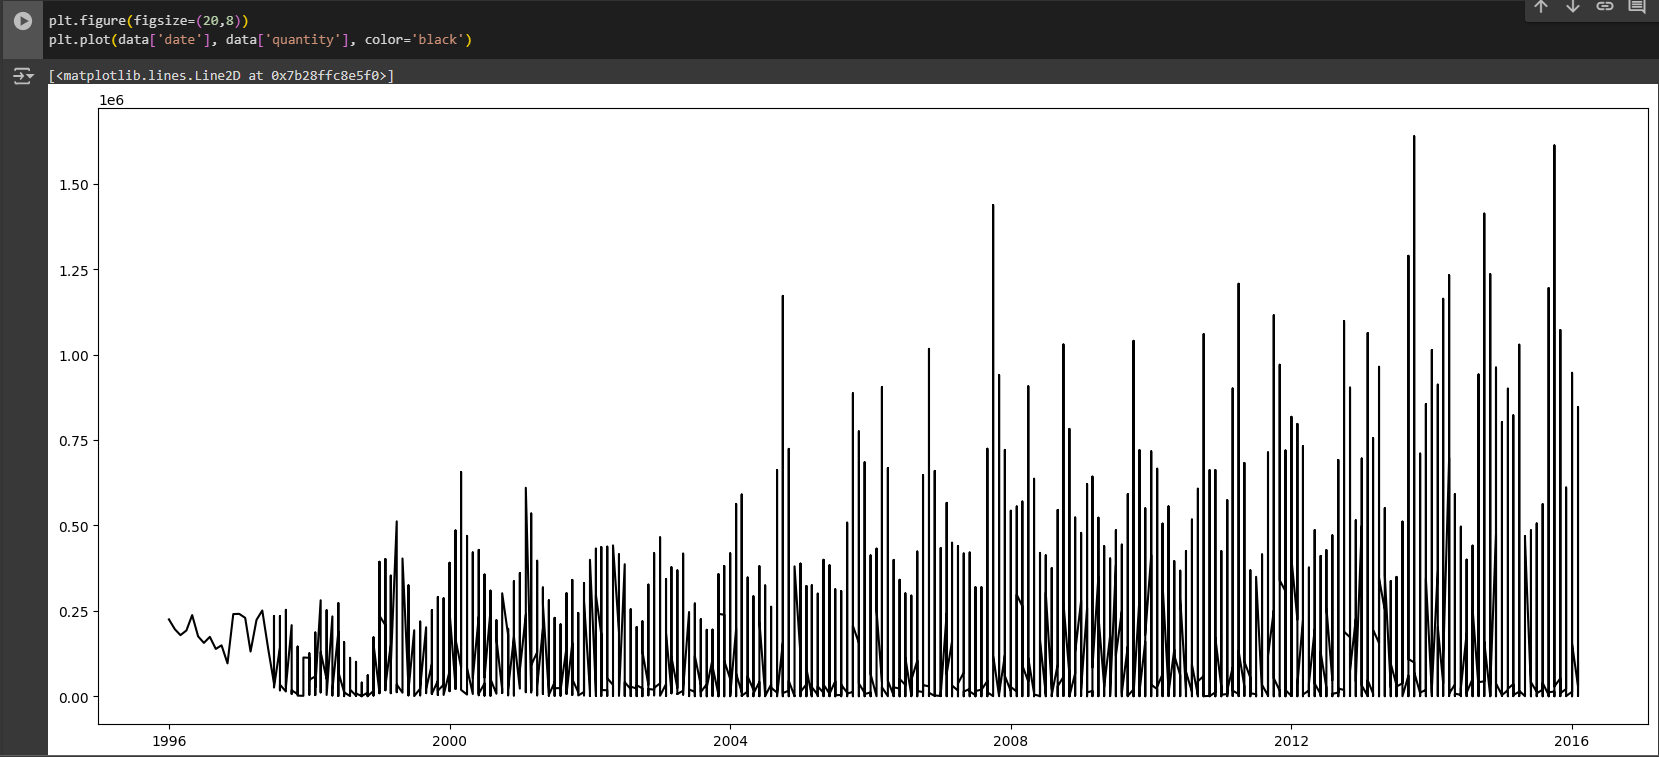 plt.figure(figsize=(20,8))
plt.plot(data['date'], data['quantity'], color='black')
[<matplotlib.lines.Line2D at 0x7b28ffc8e5f0>]
1e6
1.50
1.25
1.00
0.75
0.50
0.25
0.00
1996 2000 2004 2008 2012 2016